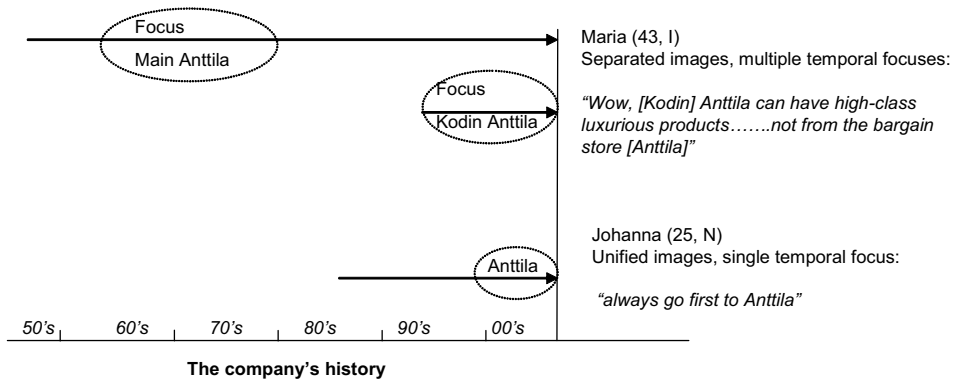 Focus
Main Anttila
Maria (43, I)
Separated images, multiple temporal focuses:
Focus
Kodin Anttila
“Wow, [Kodin] Anttila can have high-class
luxurious products…….not from the bargain
store [Anttila]”
Johanna (25, N)
Unified images, single temporal focus:
Anttila
“always go first to Anttila”
50’s 60’s 70’s 80’s 90’s 00’s
The company’s history